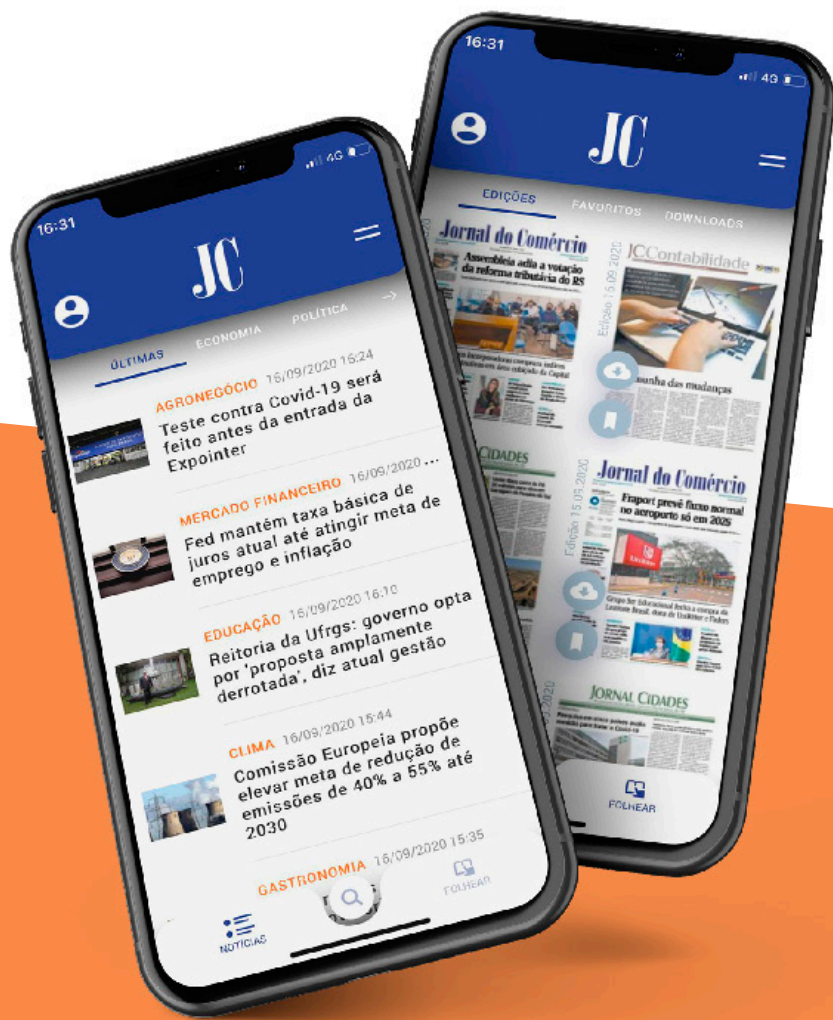 16:31
4G
JC
ÚLTIMAS
ECONOMIA
POLÍTICA
AGRONEGÓCIO 16/09/2020 16:24
Teste contra Covid-19 será
feito antes da entrada da
Expointer
MERCADO FINANCEIRO 16/09/2020 ...
Fed mantém taxa básica de
juros atual até atingir meta de
emprego e inflação
EDUCAÇÃO 16/09/2020 16:10
Reitoria da Ufrgs: governo opta
por 'proposta amplamente
derrotada', diz atual gestão
CLIMA 16/09/2020 15:44
Comissão Europeia propõe
elevar meta de redução de
emissões de 40% a 55% até
2030
GASTRONOMIA 16/09/2020 15:35
NOTÍCIAS
FOLHEAR
16:31
4G
JC
EDIÇÕES
FAVORITOS
DOWNLOADS
Jornal do Comércio
Assembleia adia a votação
da reforma tributária do RS
CIDADES
2020
JCContabilidade
Edição 16.09.2020
das mudanças
Jornal do Comércio
Edição 15.09.2020
Fraport prevê fluxo normal
no aeroporto só em 2025
JORNAL CIDADES
FOLHEAR